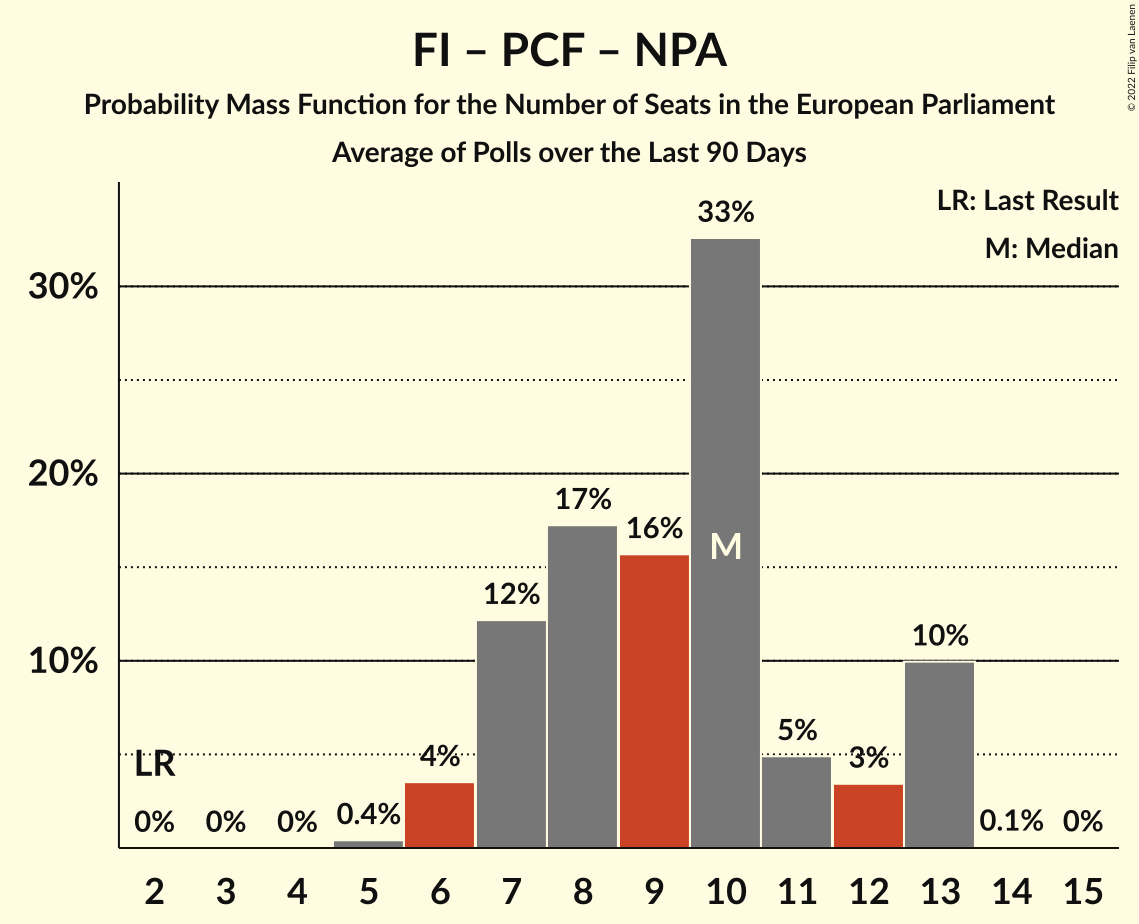 FI – PCF – NPA
Probability Mass Function for the Number of Seats in the European Parliament
Average of Polls over the Last 90 Days
© 2022 Filip van Laenen
LR: Last Result
M: Median
33%
30%
20%
17%
16%
M
12%
10%
10%
5%
4%
3%
LR
0%
0%
0%
0.4%
0.1%
0%
2 3 4 5 6 7 8 9 10 11 12 13 14 15